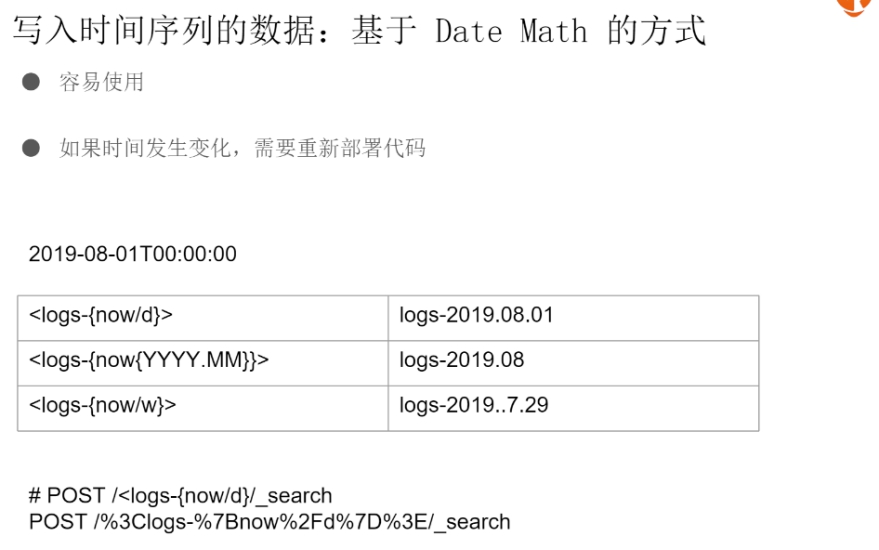 写入时间序列的数据：基于 Date Math 的方式
容易使用
如果时间发生变化，需要重新部署代码
2019-08-01T00:00:00
<logs-{now/d}> logs-2019.08.01
<logs-{now{YYYY.MM}}> logs-2019.08
<logs-{now/w}> logs-2019..7.29
# POST /<logs-{now/d}/_search
POST /%3Clogs-%7Bnow%2Fd%7D%3E/_search